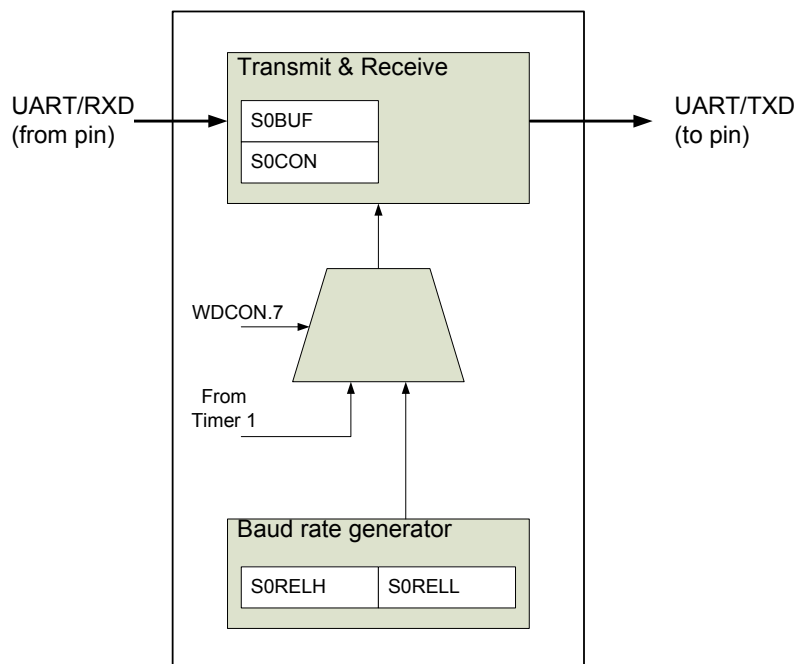 Transmit & Receive
UART/RXD
(from pin)
S0BUF
S0CON
UART/TXD
(to pin)
WDCON.7
From
Timer 1
Baud rate generator
S0RELH
S0RELL